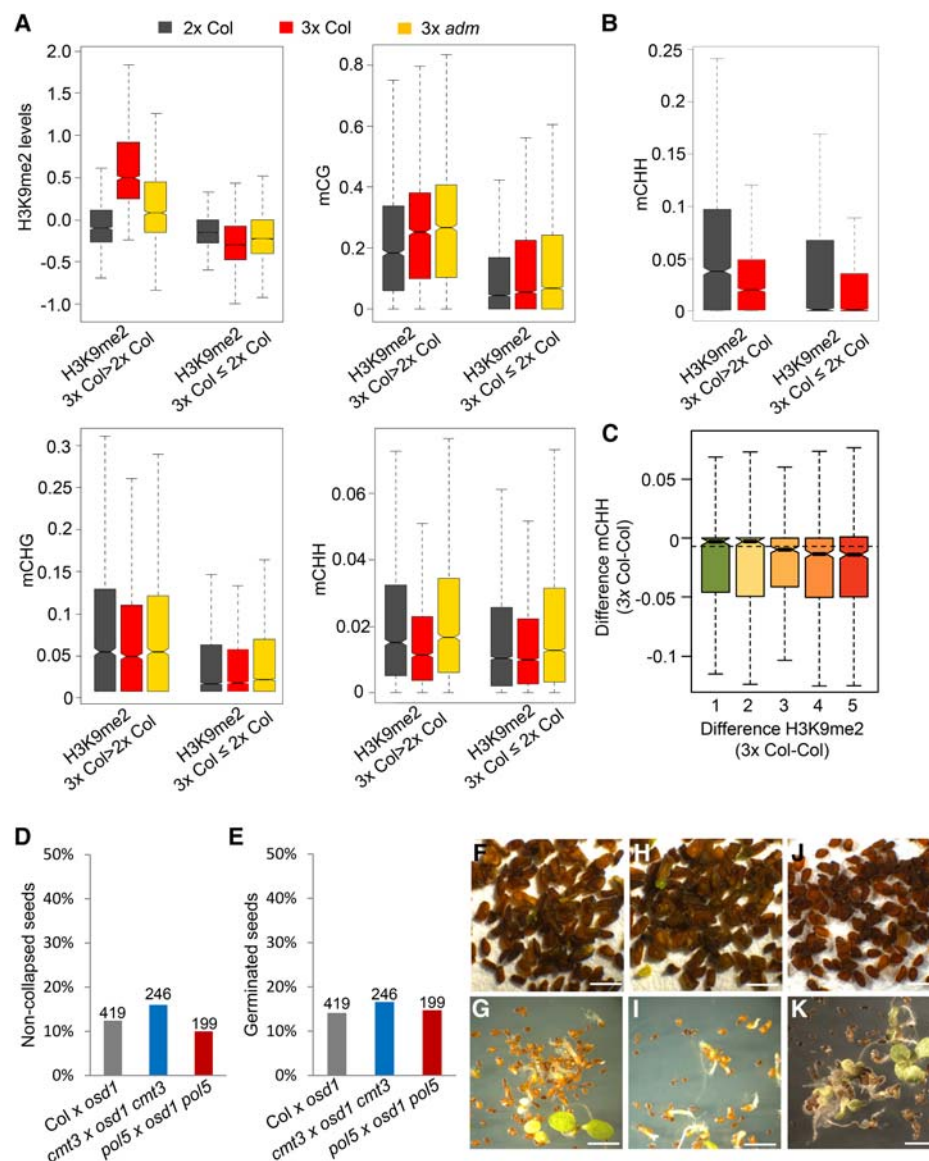 A
2x Col
3x Col
3x adm
B
H3K9me2 levels
2.0
1.5
1.0
0.5
0.0
-0.5
-1.0
H3K9me2
3x Col>2x Col
H3K9me2
3x Col ≤ 2x Col
mCG
0.8
0.6
0.4
0.2
0
H3K9me2
3x Col>2x Col
H3K9me2
3x Col ≤ 2x Col
mCHH
0.25
0.20
0.15
0.10
0.05
0
H3K9me2
3x Col>2x Col
H3K9me2
3x Col ≤ 2x Col
mCHG
0.3
0.25
0.20
0.15
0.10
0.05
0
H3K9me2
3x Col>2x Col
H3K9me2
3x Col ≤ 2x Col
mCHH
0.06
0.04
0.02
0
H3K9me2
3x Col>2x Col
H3K9me2
3x Col ≤ 2x Col
C
Difference mCHH
(3x Col-Col)
0.05
0
-0.05
-0.1
1 2 3 4 5
Difference H3K9me2
(3x Col-Col)
D
Non-collapsed seeds
50%
40%
30%
20%
10%
0%
419
246
199
Col x osd1
cmt3 x osd1 cmt3
pol5 x osd1 pol5
E
Germinated seeds
50%
40%
30%
20%
10%
0%
419
246
199
Col x osd1
cmt3 x osd1 cmt3
pol5 x osd1 pol5
F
H
J
G
I
K